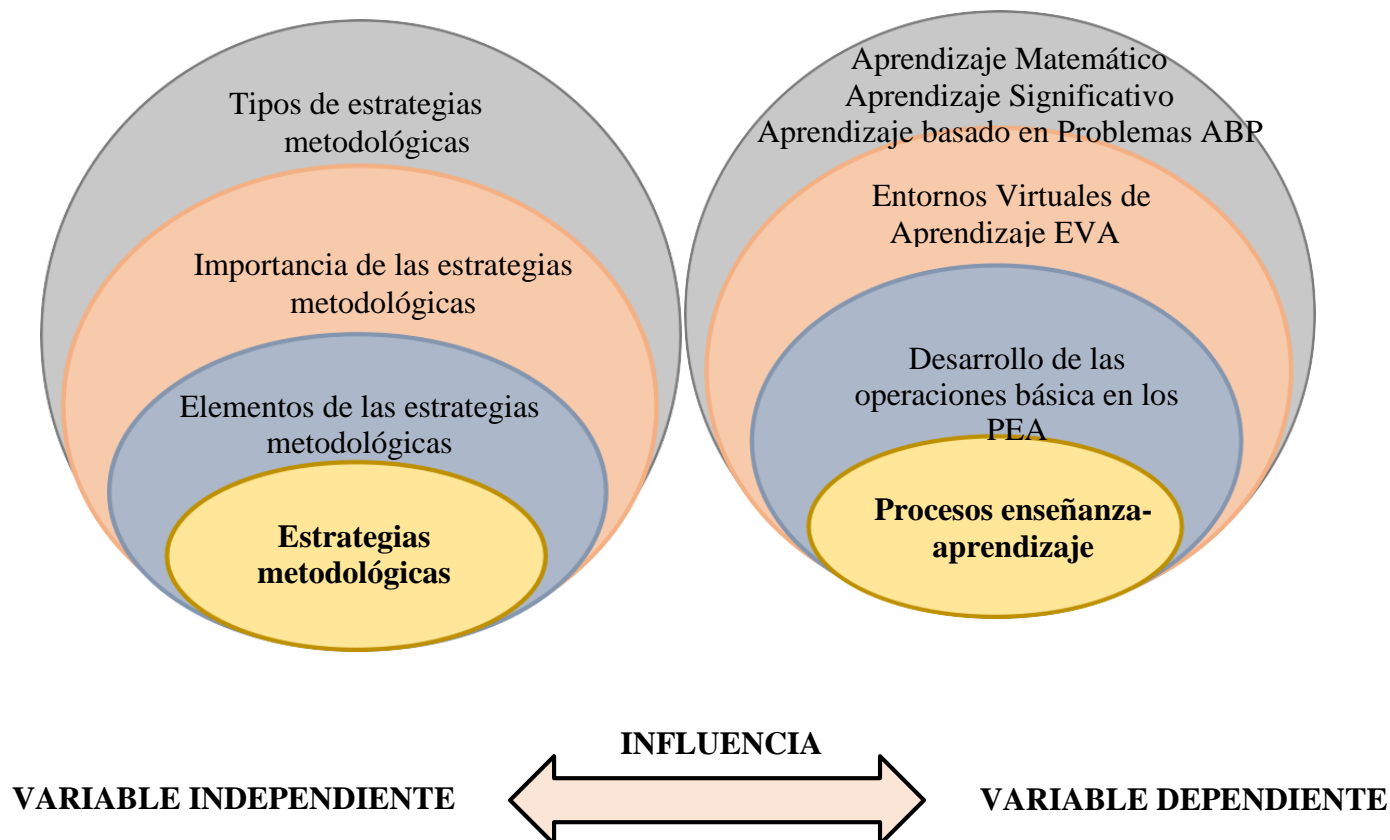 Tipos de estrategias
metodológicas
Importancia de las estrategias
metodológicas
Elementos de las estrategias
metodológicas
Estrategias
metodológicas
Aprendizaje Matemático
Aprendizaje Significativo
Aprendizaje basado en Problemas ABP
Entornos Virtuales de
Aprendizaje EVA
Desarrollo de las
operaciones básica en los
PEA
Procesos enseñanza-
aprendizaje
INFLUENCIA
VARIABLE INDEPENDIENTE
VARIABLE DEPENDIENTE